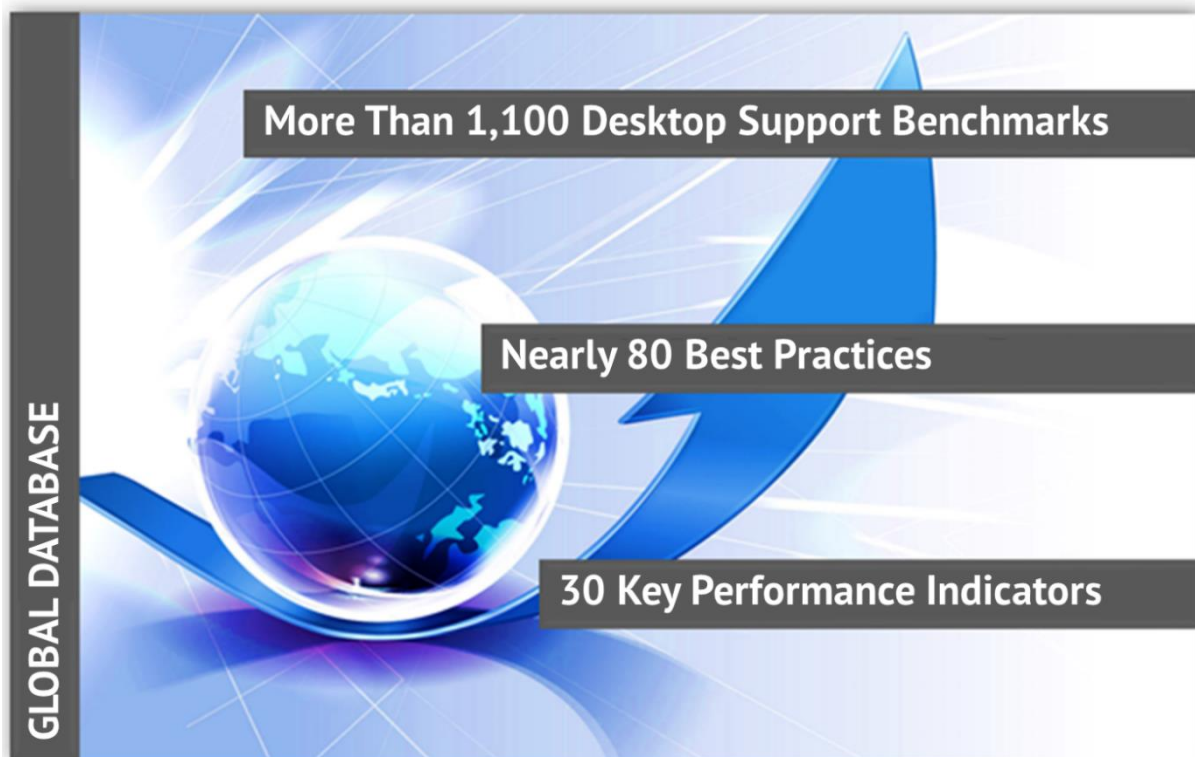 GLOBAL DATABASE
More Than 1,100 Desktop Support Benchmarks
Nearly 80 Best Practices
30 Key Performance Indicators